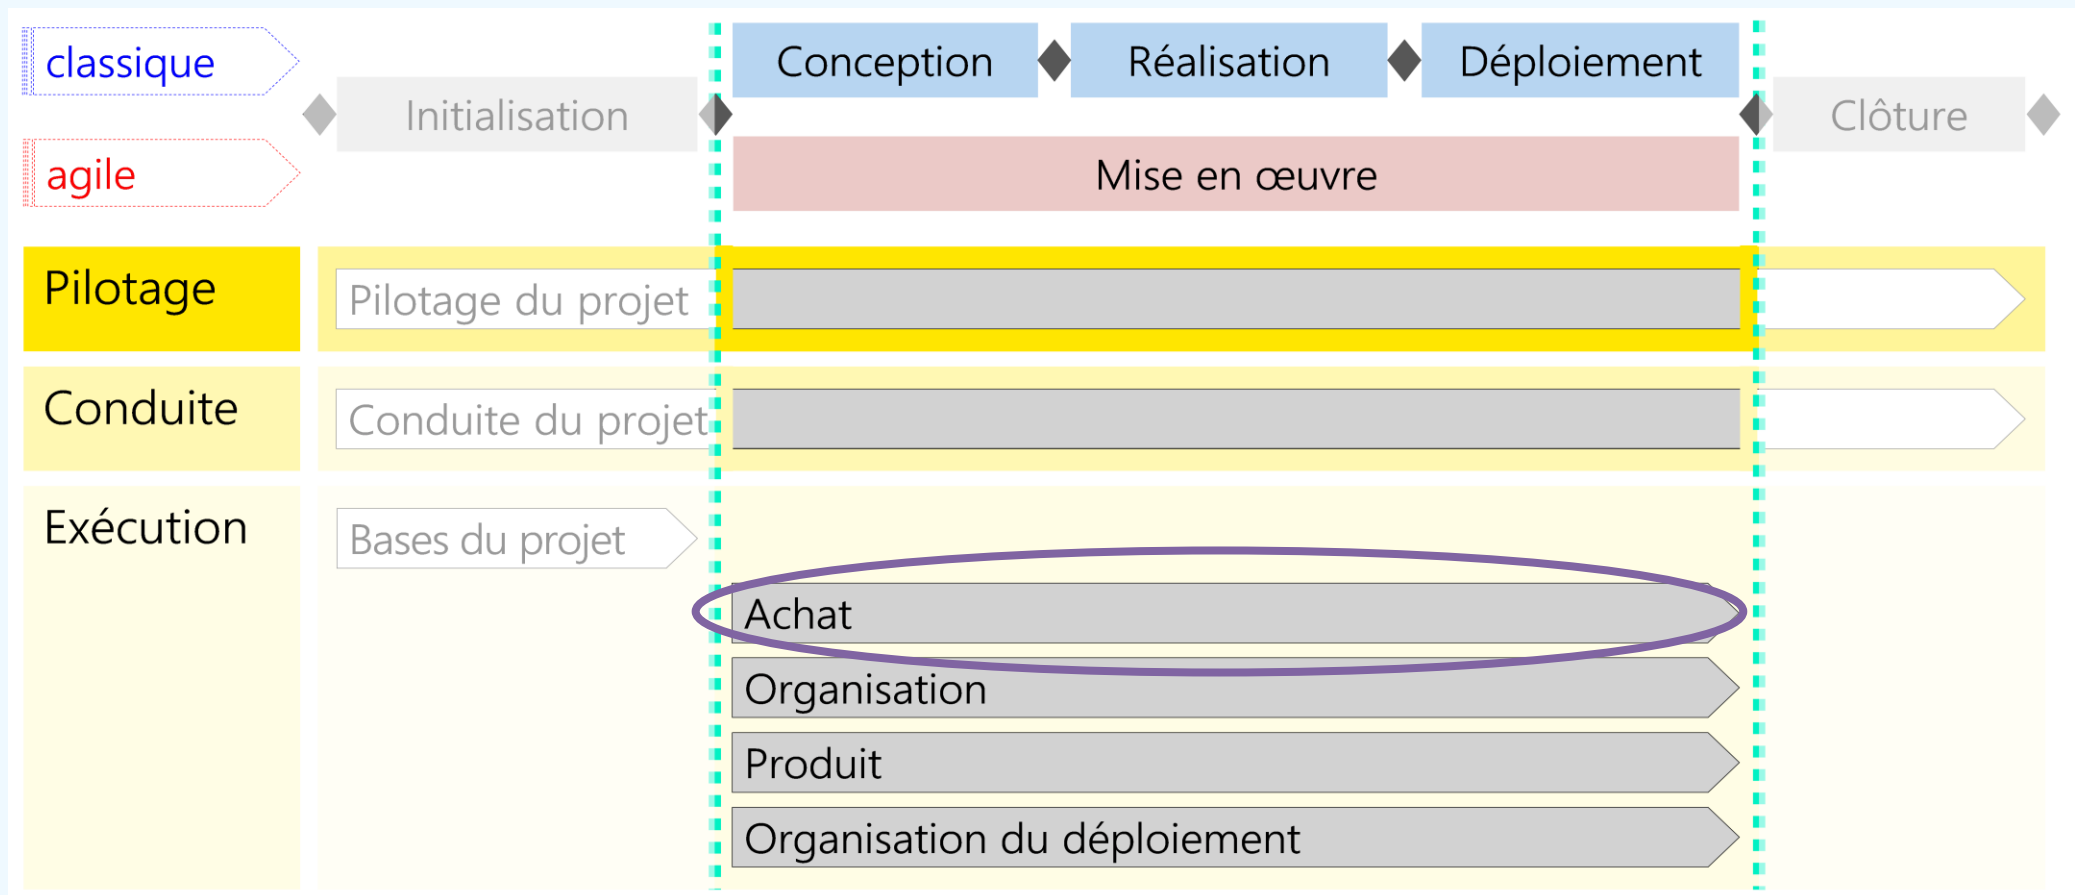 classique
Conception
Réalisation
Déploiement
Initialisation
Clôture
agile
Mise en œuvre
Pilotage
Pilotage du projet
Conduite
Conduite du projet
Exécution
Bases du projet
Achat
Organisation
Produit
Organisation du déploiement